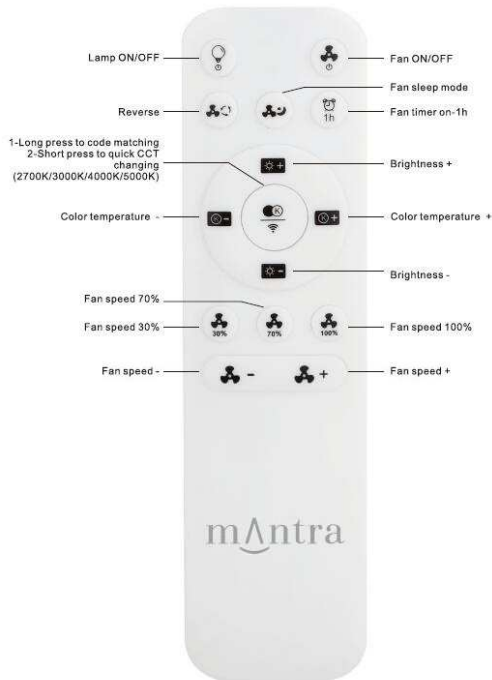 Lamp ON/OFF
Fan ON/OFF
Fan sleep mode
Reverse
1h
Fan timer on-1h
1-Long press to code matching
2-Short press to quick CCT
changing
(2700K/3000K/4000K/5000K)
+
Brightness +
Color temperature -
K-
K
K+
Color temperature +
-
Brightness -
Fan speed 70%
Fan speed 30%
30%
70%
100%
Fan speed 100%
Fan speed -
-
+
Fan speed +
mantra